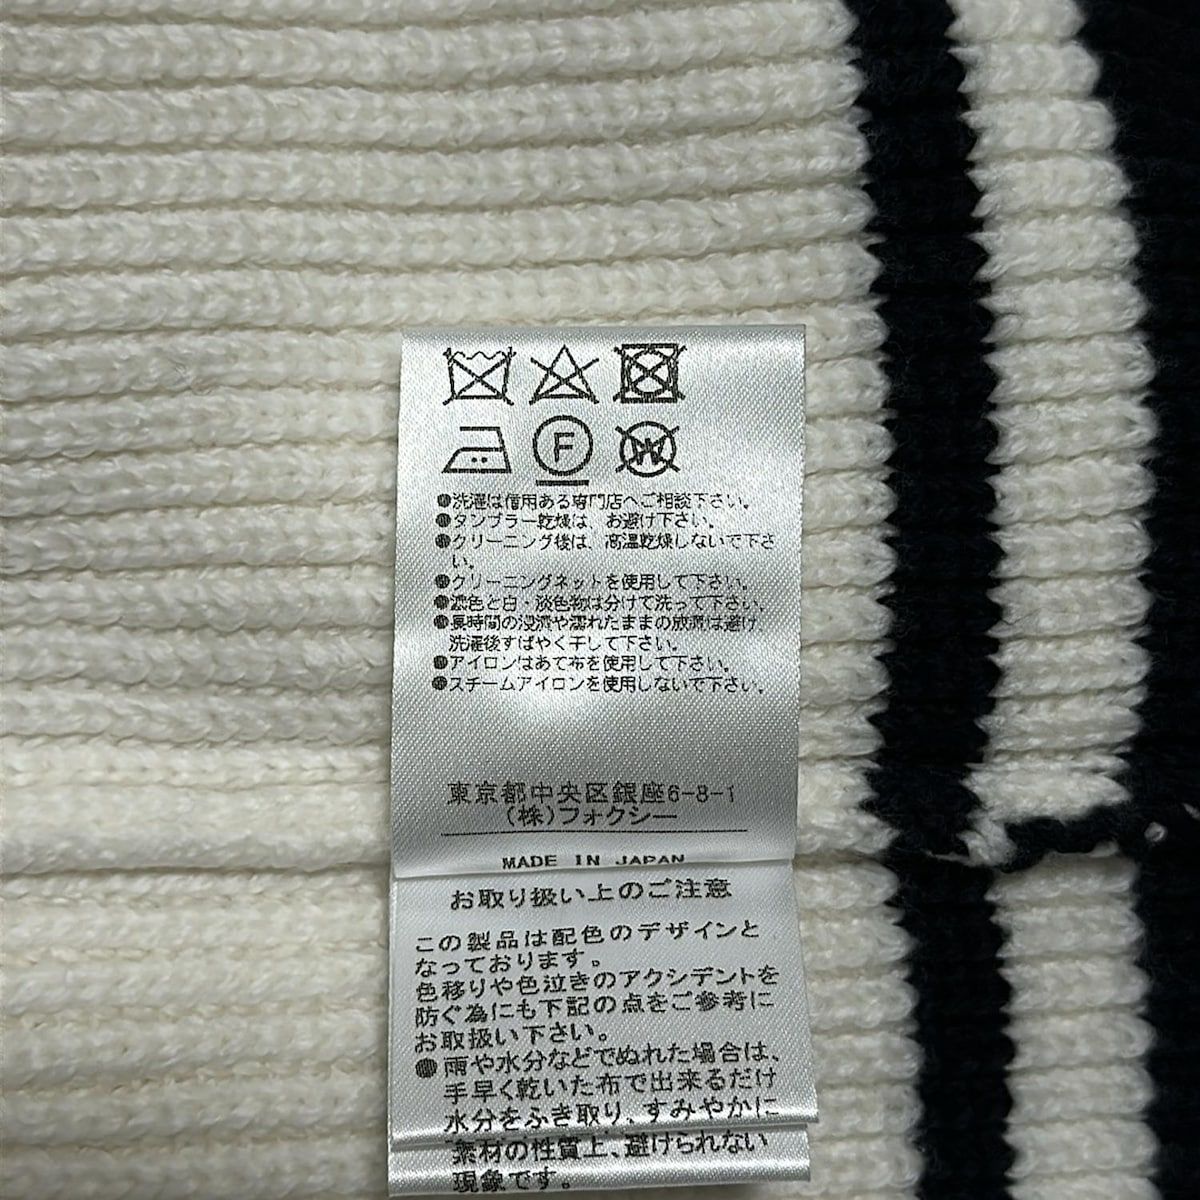 F
W
●洗濯は信用ある専門店へご相談下さい。
●タンブラー乾燥は、お避け下さい。
●クリーニング後は、高温乾燥しないで下さ
い。
●クリーニングネットを使用して下さい。
●濃色と白・淡色物は分けて洗って下さい。
●長時間の浸漬や濡れたままの放置は避け、
洗濯後すばやく干して下さい。
●アイロンはあて布を使用して下さい。
●スチームアイロンを使用しないで下さい。
東京都中央区銀座6-8-1
(株)フォクシー
MADE IN JAPAN
お取り扱い上のご注意
この製品は配色のデザインと
なっております。
色移りや色泣きのアクシデントを
防ぐ為にも下記の点をご参考に
お取扱い下さい。
●雨や水分などでぬれた場合は、
手早く乾いた布で出来るだけ
水分をふき取り、すみやかに
素材の性質上、避けられない
現象です。